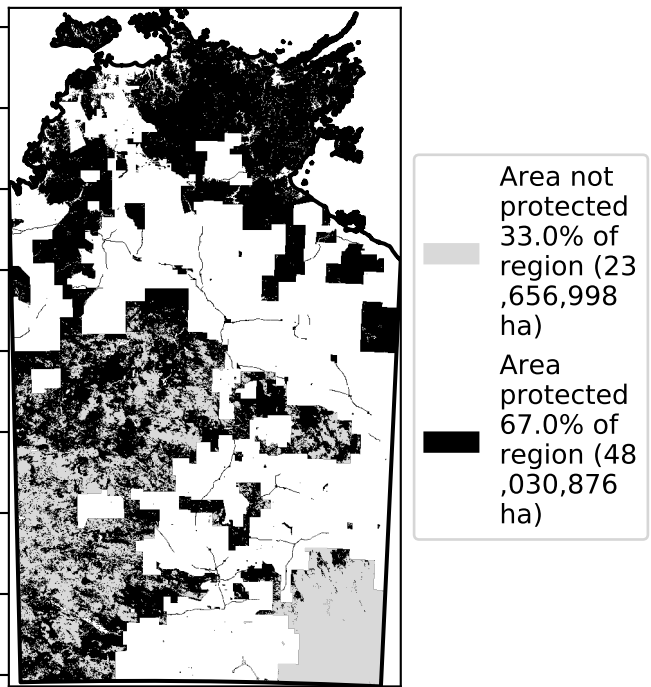 Area not
protected
33.0% of
region (23
,656,998
ha)
Area
protected
67.0% of
region (48
,030,876
ha)